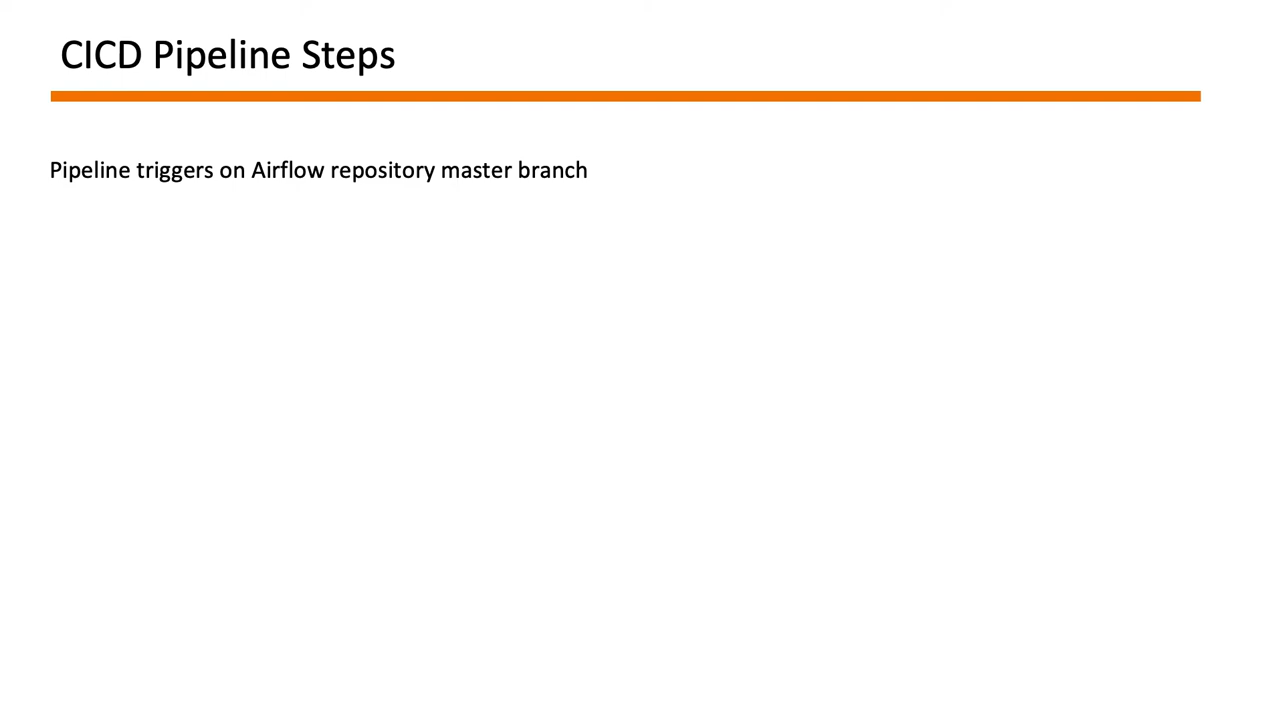 CICD Pipeline Steps
Pipeline triggers on Airflow repository master branch